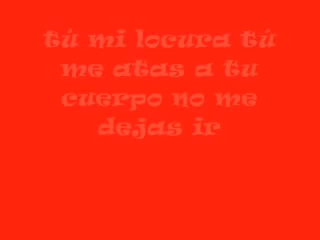 tú mi locura tú
me atas a tu
cuerpo no me
dejas ir